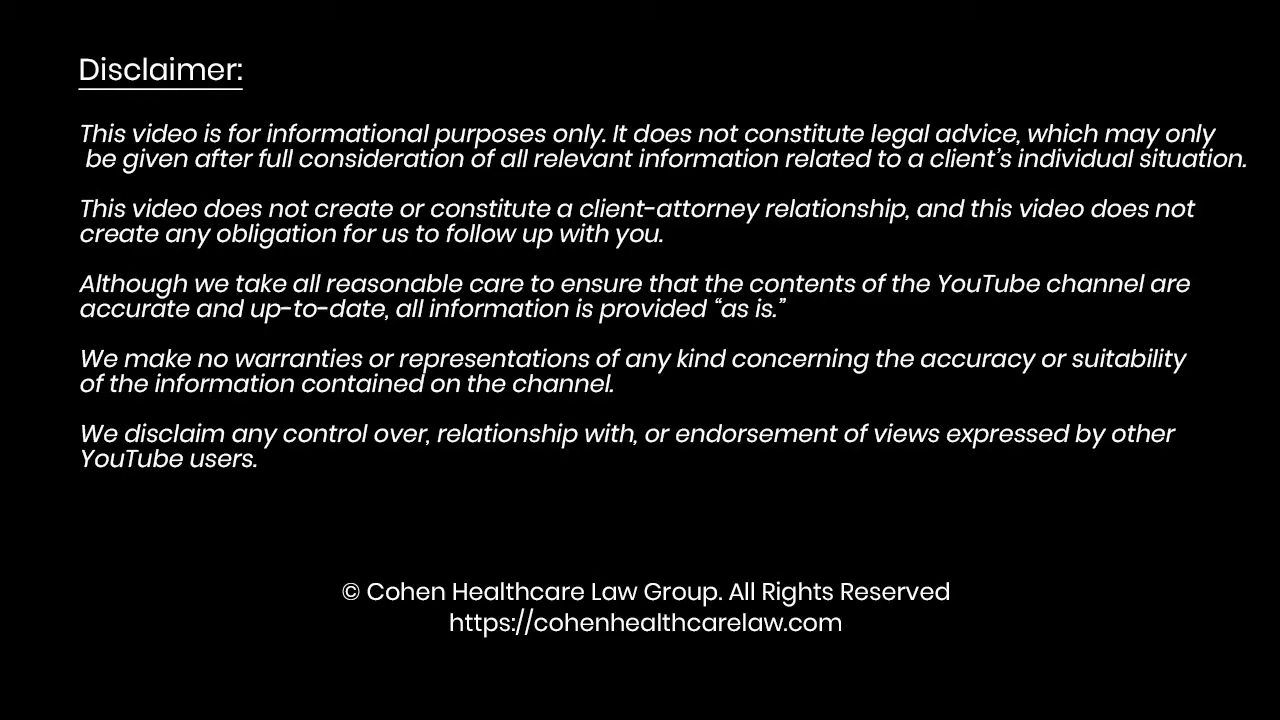 Disclaimer:
This video is for informational purposes only. It does not constitute legal advice, which may only
be given after full consideration of all relevant information related to a client’s individual situation.
This video does not create or constitute a client-attorney relationship, and this video does not
create any obligation for us to follow up with you.
Although we take all reasonable care to ensure that the contents of the YouTube channel are
accurate and up-to-date, all information is provided “as is.”
We make no warranties or representations of any kind concerning the accuracy or suitability
of the information contained on the channel.
We disclaim any control over, relationship with, or endorsement of views expressed by other
YouTube users.
© Cohen Healthcare Law Group. All Rights Reserved
https://cohenhealthcarelaw.com